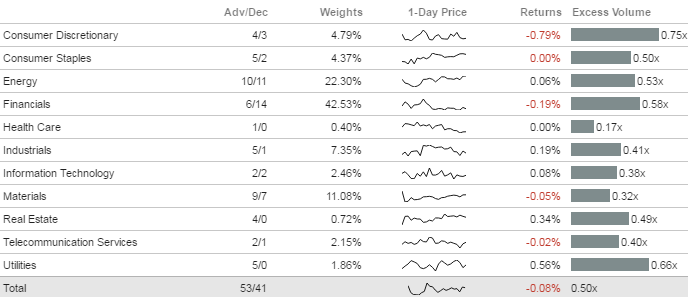 Adv/Dec Weights 1-Day Price Returns Excess Volume
Consumer Discretionary 4/3 4.79% -0.79% 0.75x
Consumer Staples 5/2 4.37% 0.00% 0.50x
Energy 10/11 22.30% 0.06% 0.53x
Financials 6/14 42.53% -0.19% 0.58x
Health Care 1/0 0.40% 0.00% 0.17x
Industrials 5/1 7.35% 0.19% 0.41x
Information Technology 2/2 2.46% 0.08% 0.38x
Materials 9/7 11.08% -0.05% 0.32x
Real Estate 4/0 0.72% 0.34% 0.49x
Telecommunication Services 2/1 2.15% -0.02% 0.40x
Utilities 5/0 1.86% 0.56% 0.66x
Total 53/41 -0.08% 0.50x